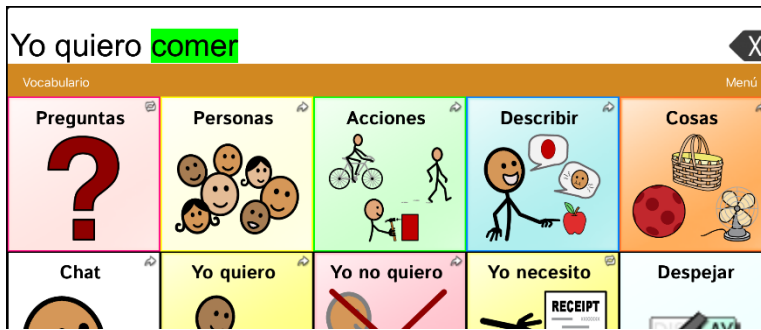 Yo quiero comer
Vocabulario Menú
Preguntas Personas Acciones Describir Cosas
Chat Yo quiero Yo no quiero Yo necesito Despejar
RECEIPT